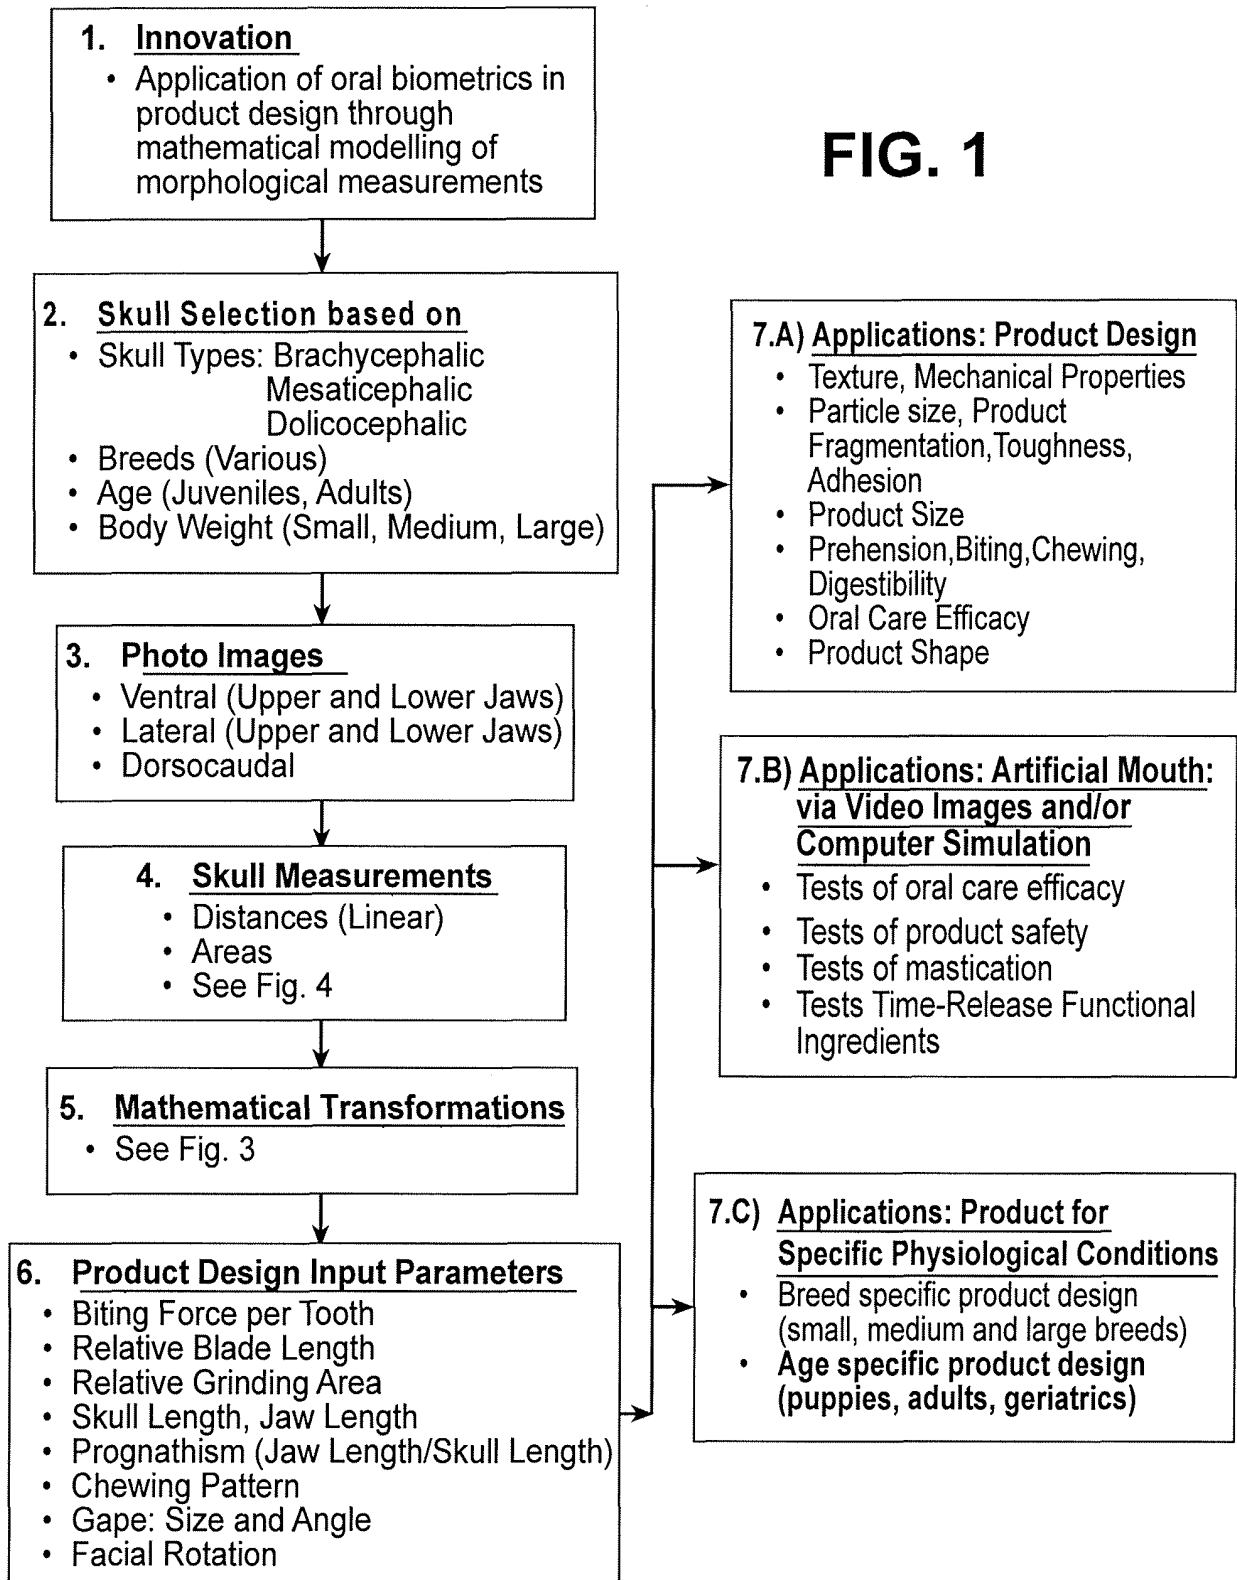 1. Innovation
• Application of oral biometrics in
product design through
mathematical modelling of
morphological measurements
FIG. 1
2. Skull Selection based on
• Skull Types: Brachycephalic
Mesaticephalic
Dolicocephalic
• Breeds (Various)
• Age (Juveniles, Adults)
• Body Weight (Small, Medium, Large)
3. Photo Images
• Ventral (Upper and Lower Jaws)
• Lateral (Upper and Lower Jaws)
• Dorsocaudal
4. Skull Measurements
• Distances (Linear)
• Areas
• See Fig. 4
5. Mathematical Transformations
• See Fig. 3
6. Product Design Input Parameters
• Biting Force per Tooth
• Relative Blade Length
• Relative Grinding Area
• Skull Length, Jaw Length
• Prognathism (Jaw Length/Skull Length)
• Chewing Pattern
• Gape: Size and Angle
• Facial Rotation
7.A) Applications: Product Design
• Texture, Mechanical Properties
• Particle size, Product
Fragmentation,Toughness,
Adhesion
• Product Size
• Prehension,Biting,Chewing,
Digestibility
• Oral Care Efficacy
• Product Shape
7.B) Applications: Artificial Mouth:
via Video Images and/or
Computer Simulation
• Tests of oral care efficacy
• Tests of product safety
• Tests of mastication
• Tests Time-Release Functional
Ingredients
7.C) Applications: Product for
Specific Physiological Conditions
• Breed specific product design
(small, medium and large breeds)
• Age specific product design
(puppies, adults, geriatrics)